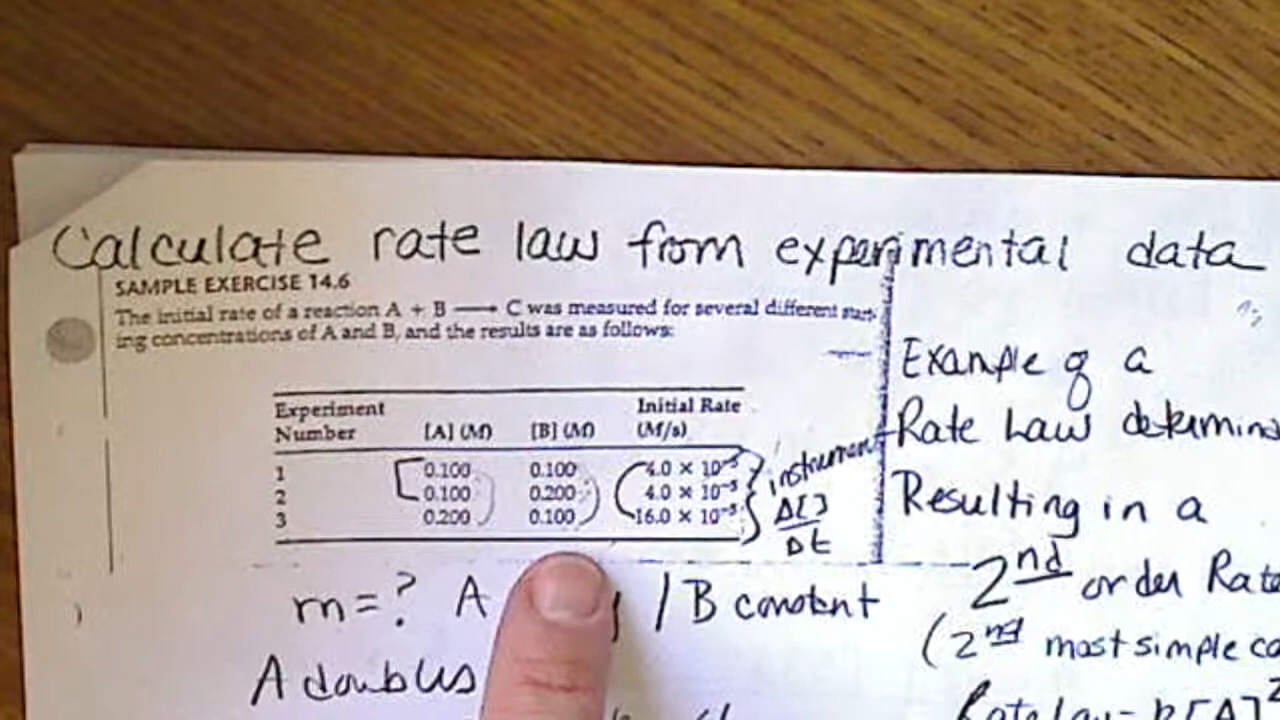 Calculate rate law from experimental data
SAMPLE EXERCISE 14.6
The initial rate of a reaction A + B ⟶ C was measured for several different start-
ing concentrations of A and B, and the results are as follows:
Experiment Number [A] (M) [B] (M) Initial Rate (M/s)
1 0.100 0.100 4.0 × 10⁻⁵
2 0.100 0.200 4.0 × 10⁻⁵
3 0.200 0.100 16.0 × 10⁻⁵
instrument
Δ[]
Δt
m=? A / B constant
A doubles
Example of a
Rate Law
Resulting in a
2nd order Rate
(2nd most simple
Rate law = k[A]²